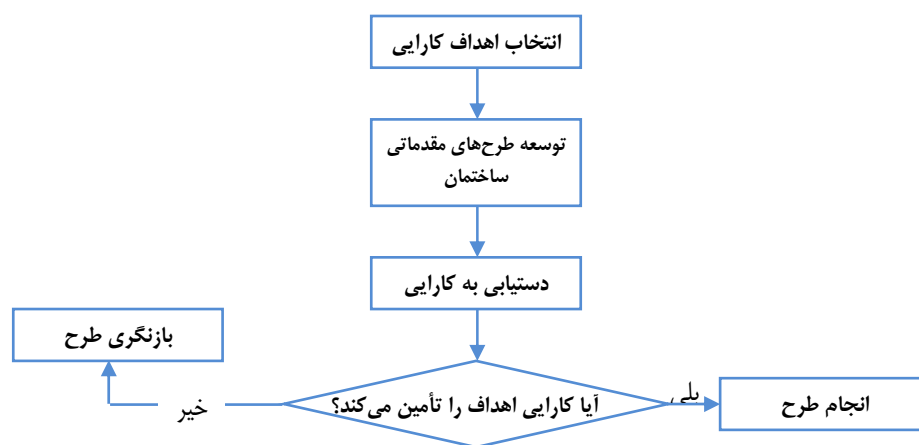 انتخاب اهداف کارایی
توسعه طرح‌های مقدماتی
ساختمان
دستیابی به کارایی
بازنگری طرح
آیا کارایی اهداف را تأمین می‌کند؟
خیر
بلی
انجام طرح